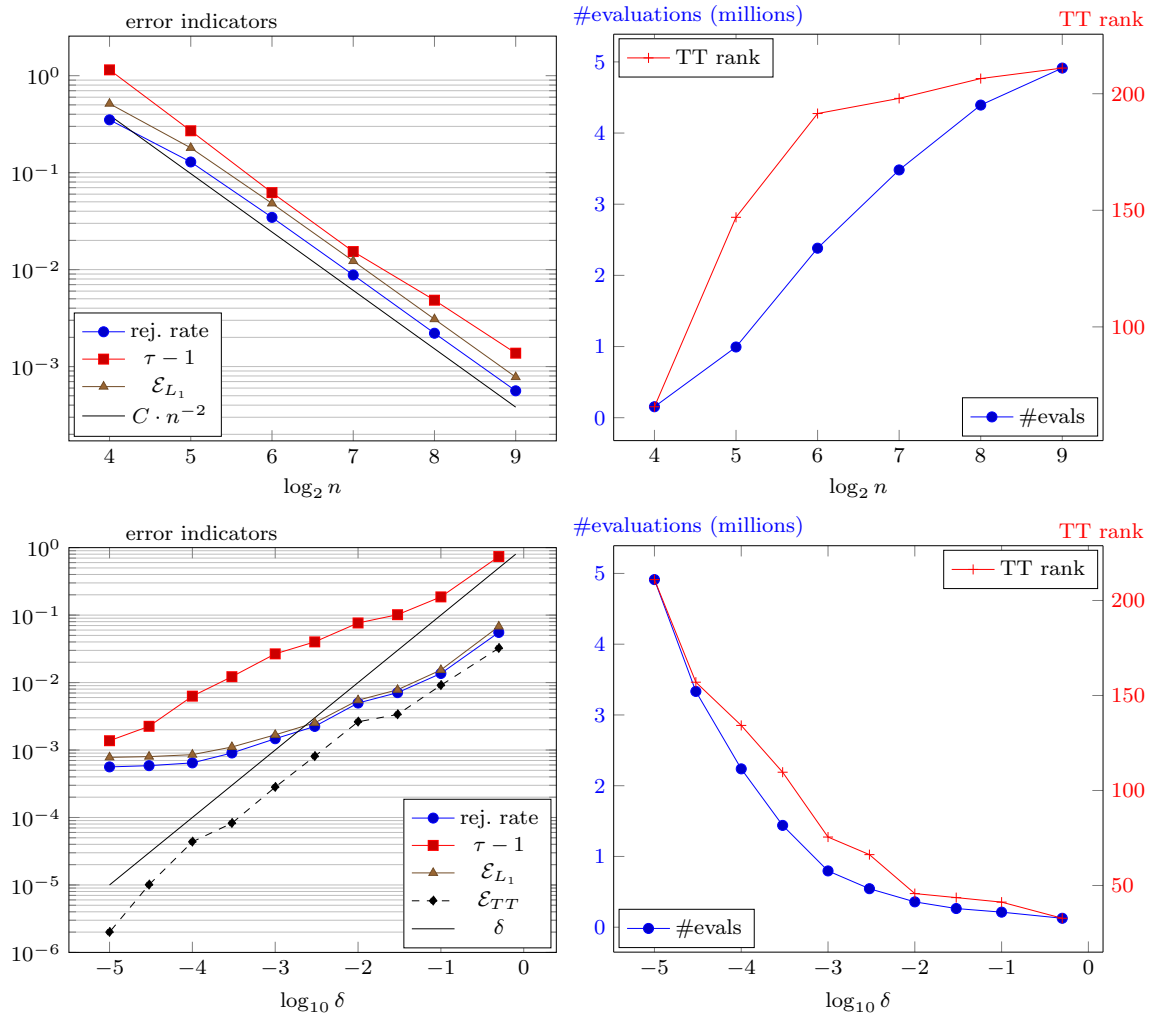 error indicators
10^0
10^{-1}
10^{-2}
10^{-3}
rej. rate
τ − 1
ℰ_{L_1}
C · n^{−2}
4 5 6 7 8 9
log_2 n
#evaluations (millions) TT rank
TT rank
5
4
3
2
1
0
200
150
100
#evals
4 5 6 7 8 9
log_2 n
error indicators
10^0
10^{-1}
10^{-2}
10^{-3}
10^{-4}
10^{-5}
10^{-6}
rej. rate
τ − 1
ℰ_{L_1}
ℰ_{TT}
δ
−5 −4 −3 −2 −1 0
log_{10} δ
#evaluations (millions) TT rank
TT rank
5
4
3
2
1
0
200
150
100
50
#evals
−5 −4 −3 −2 −1 0
log_{10} δ